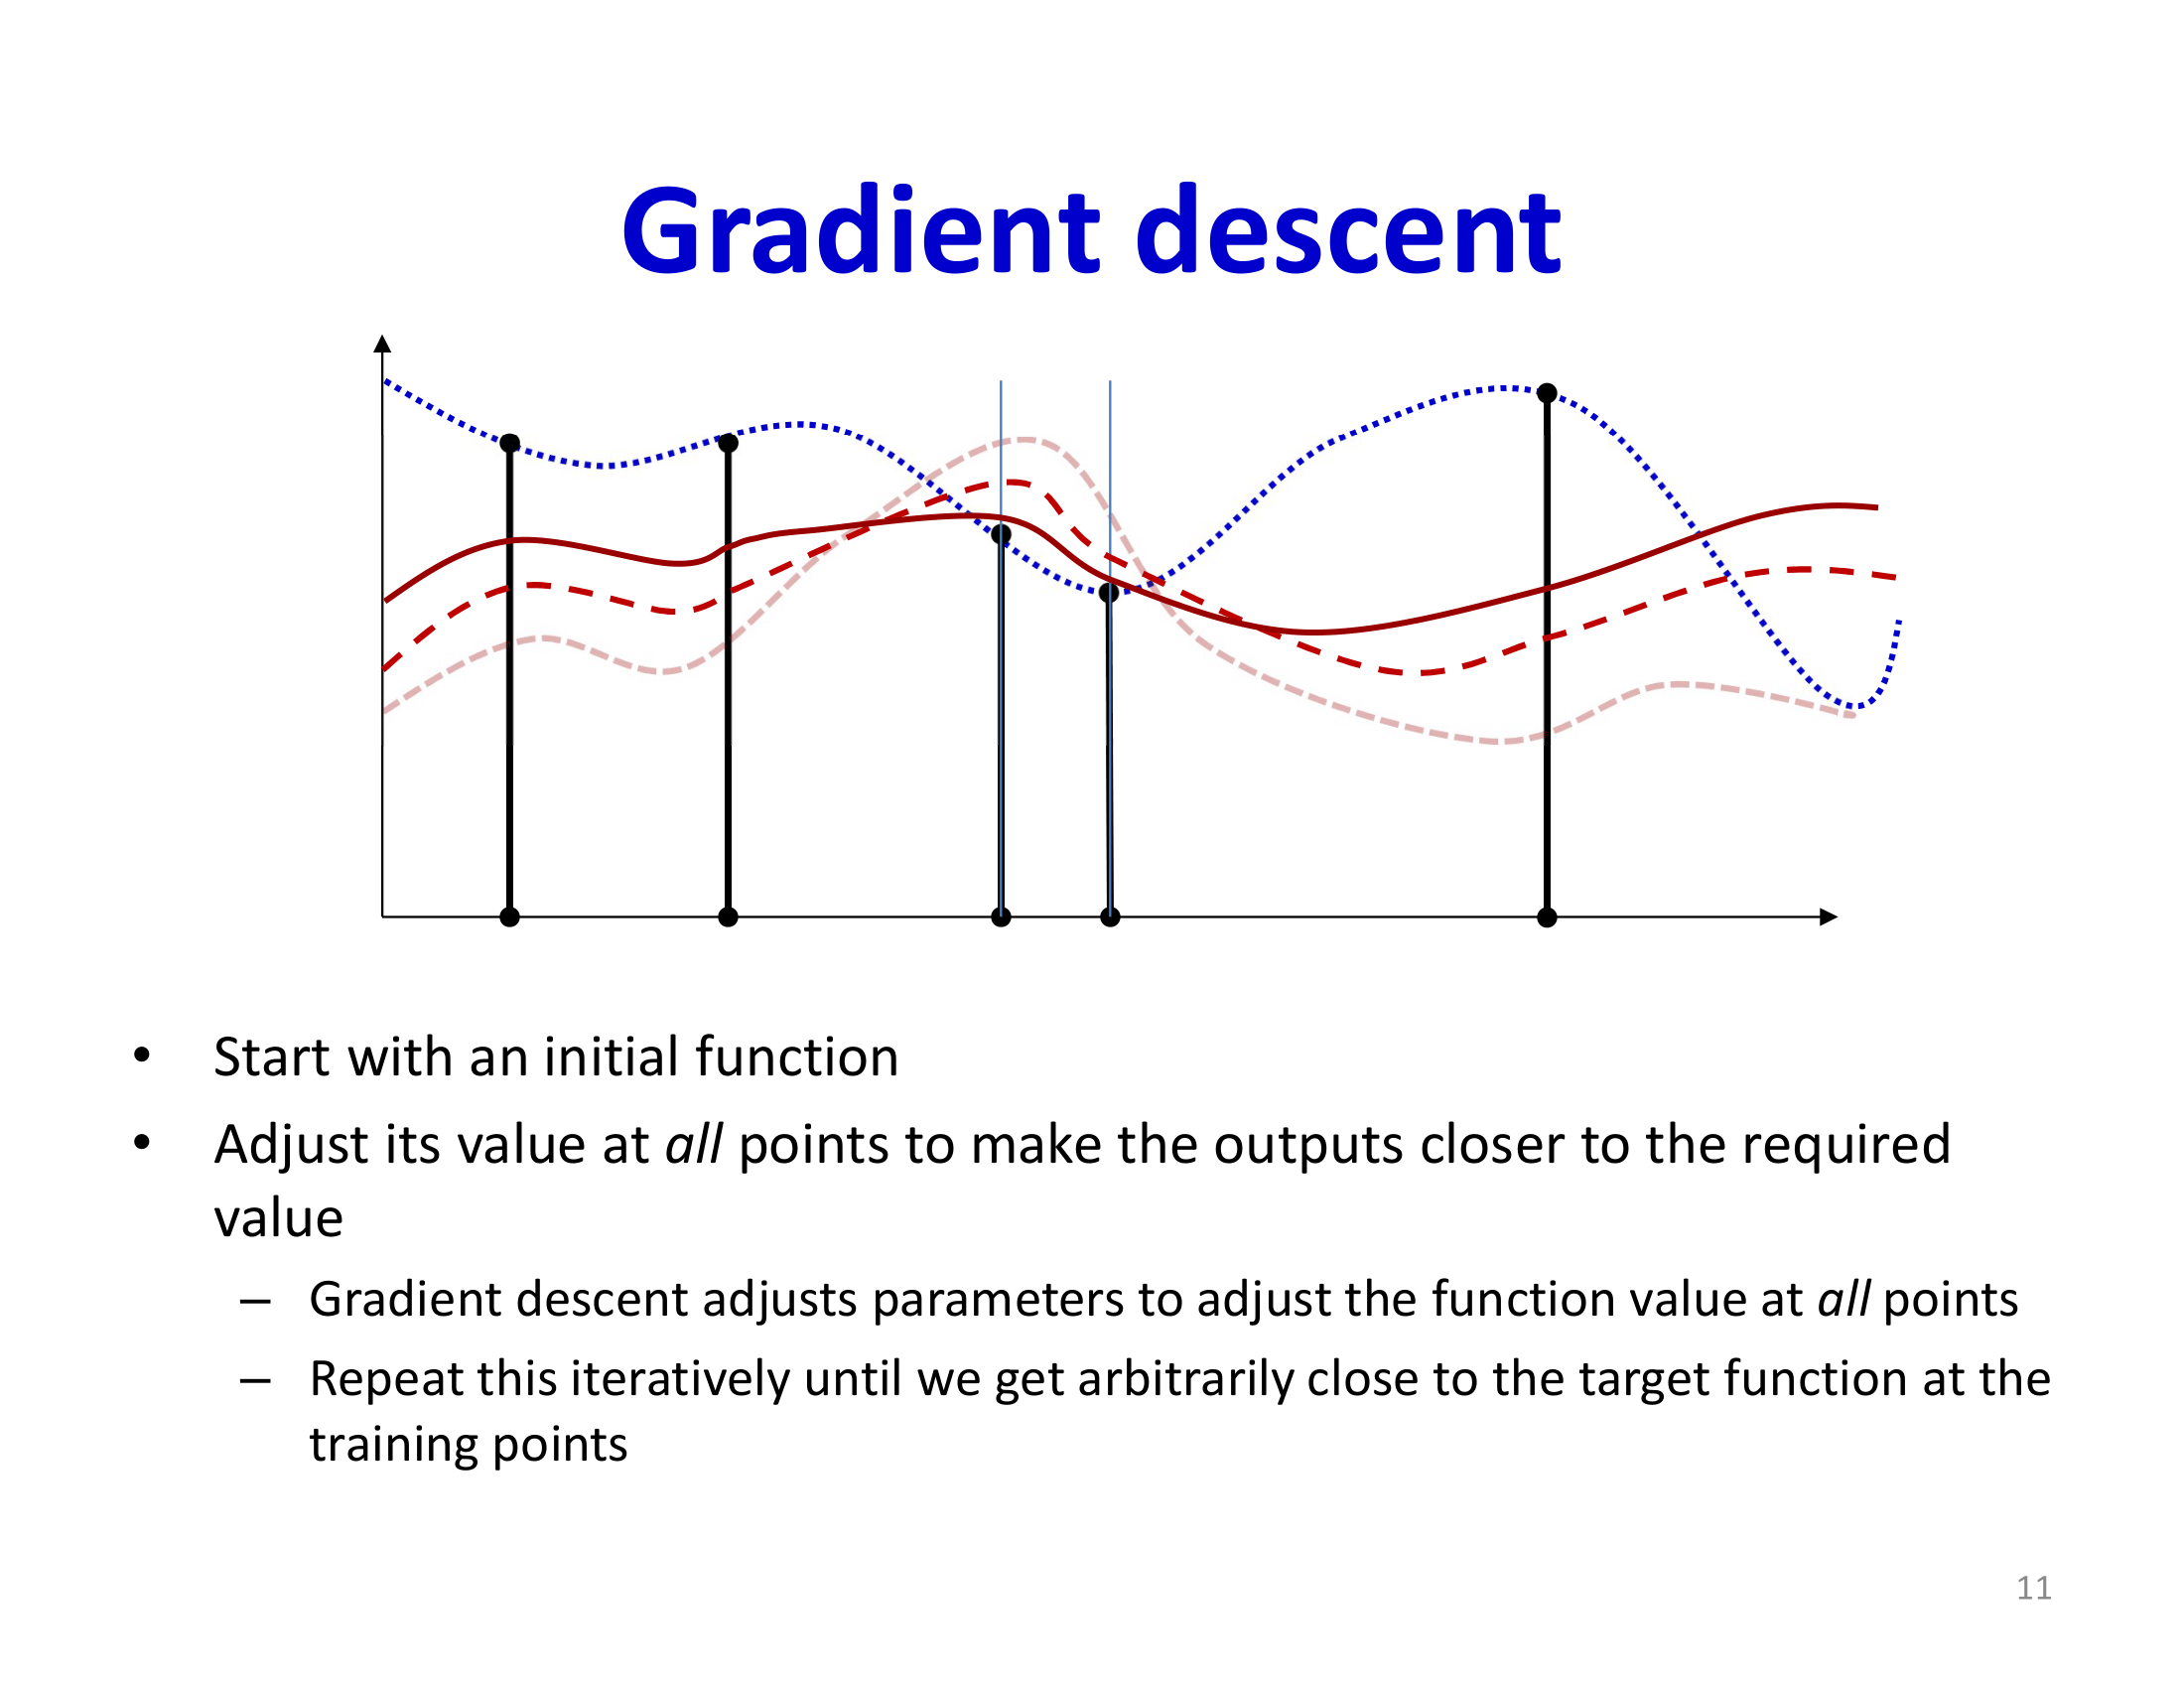 Gradient descent
• Start with an initial function
• Adjust its value at all points to make the outputs closer to the required
value
– Gradient descent adjusts parameters to adjust the function value at all points
– Repeat this iteratively until we get arbitrarily close to the target function at the
training points
11